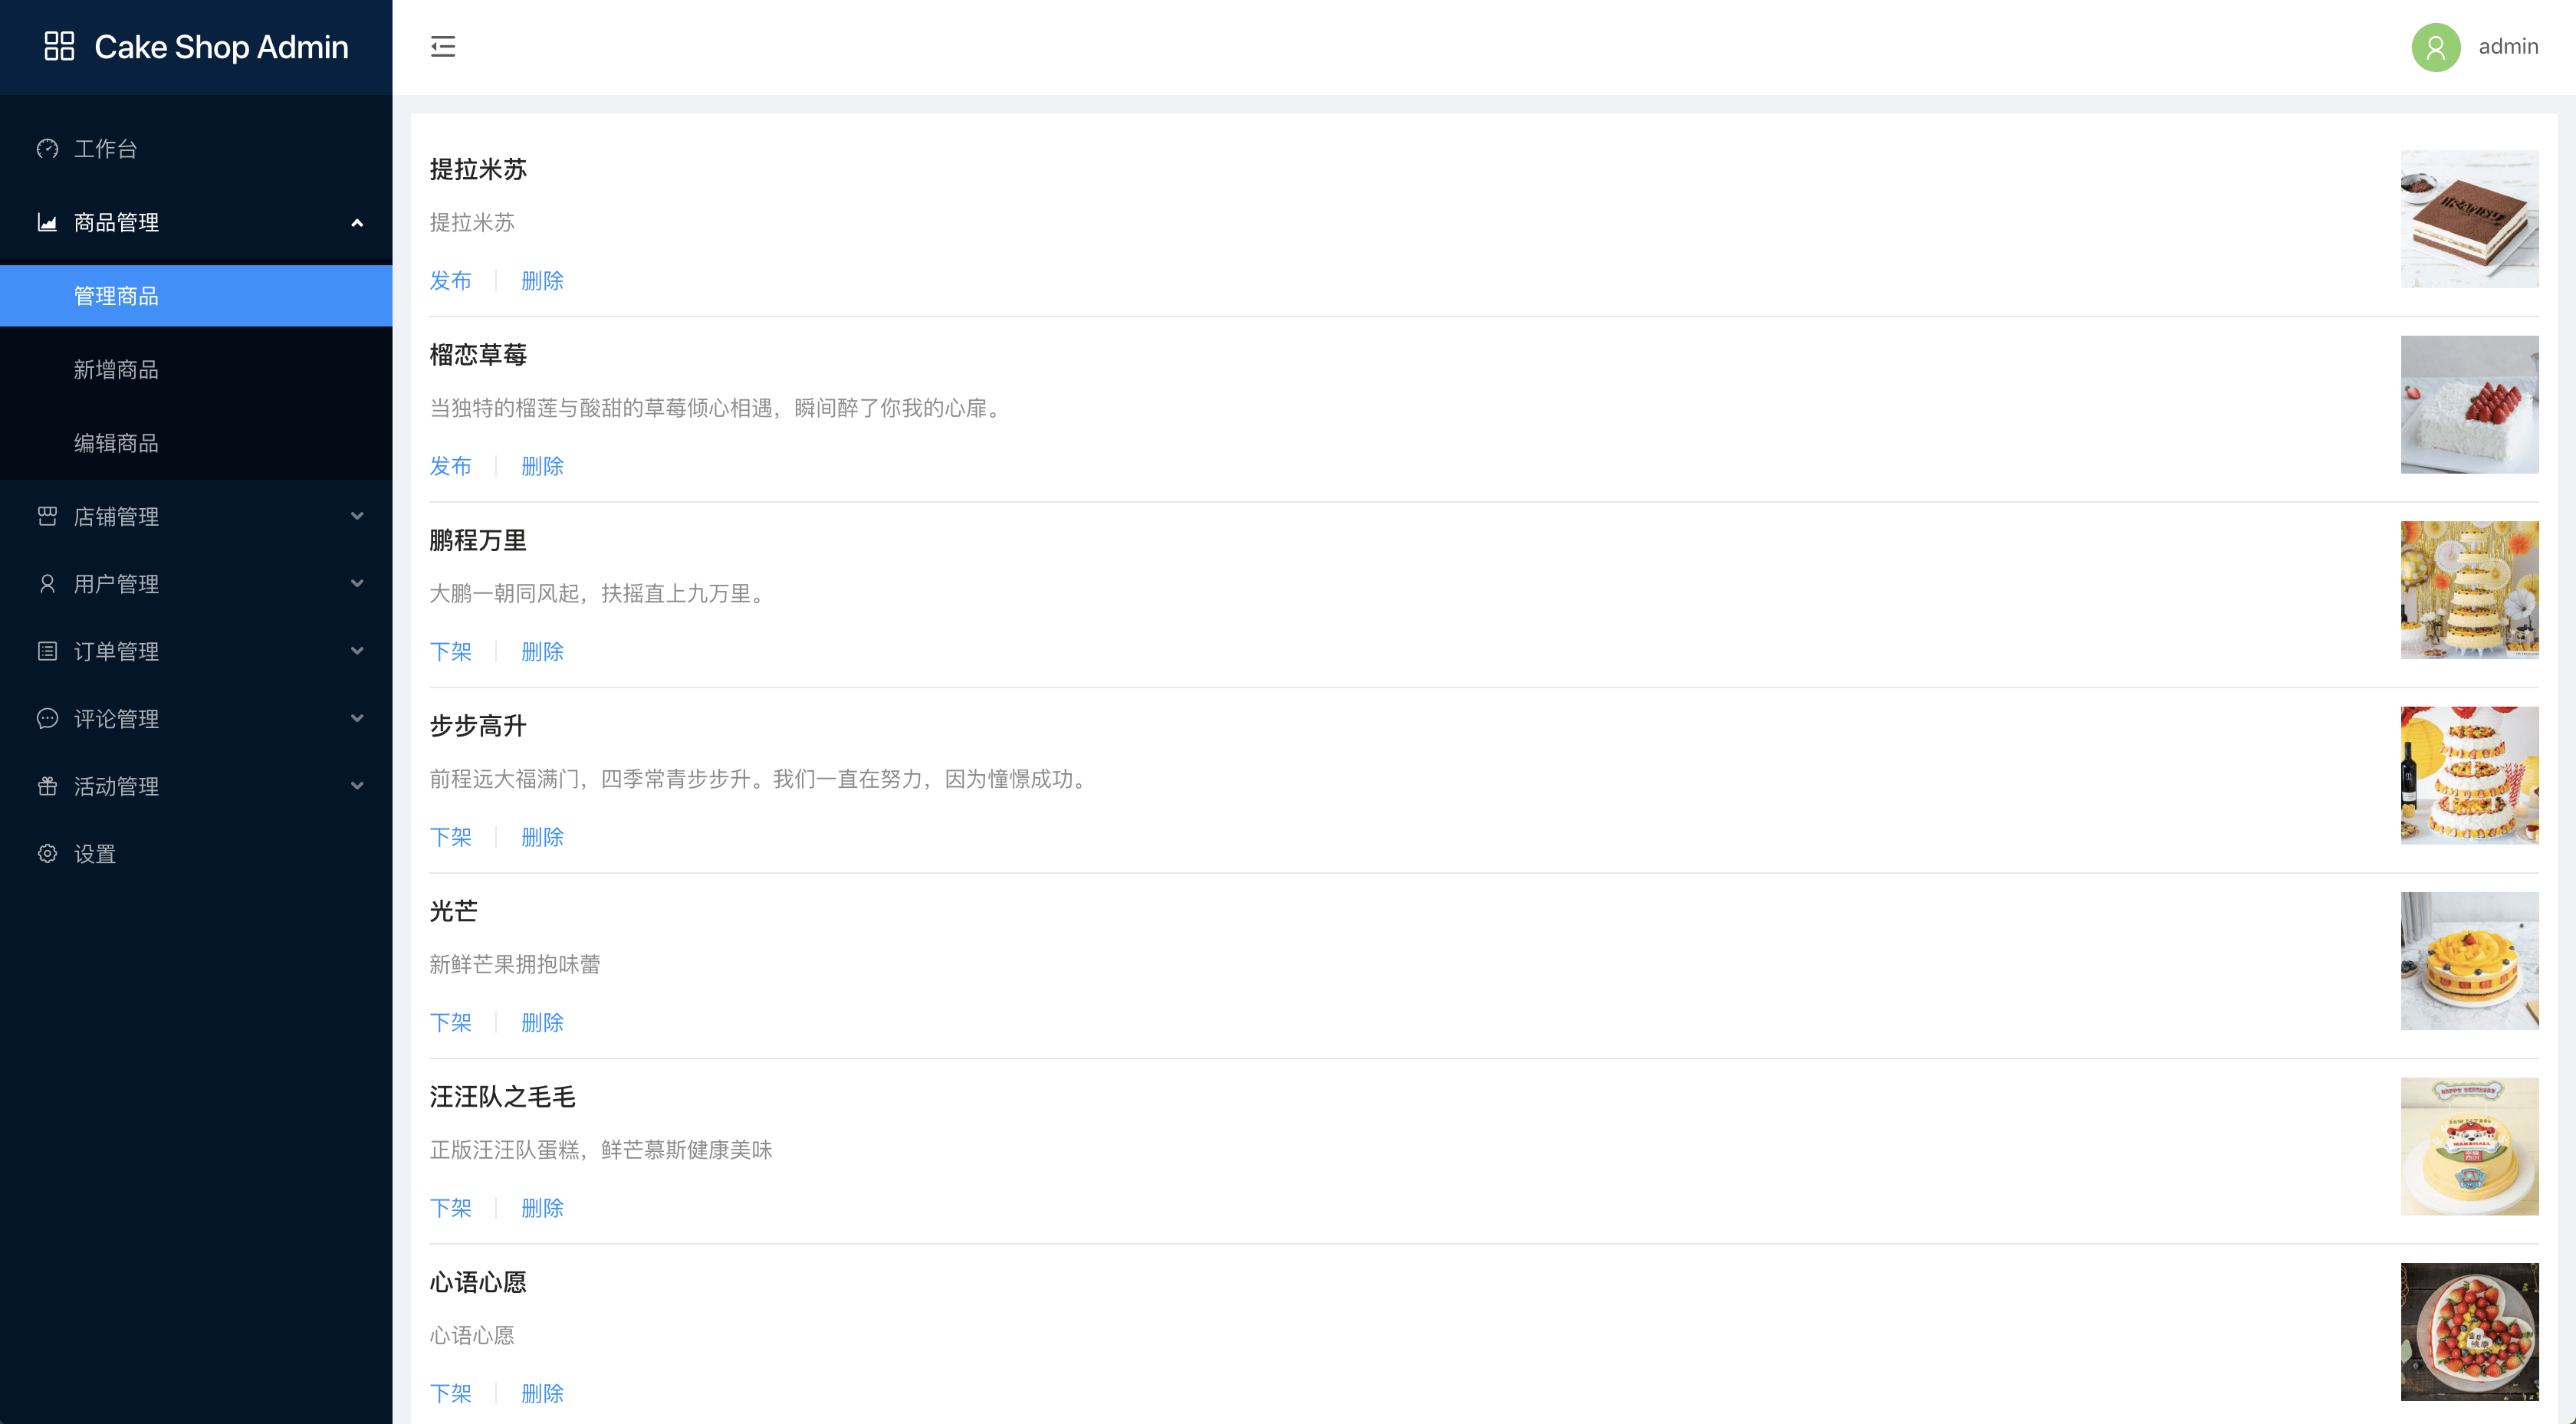 Cake Shop Admin
admin
工作台
商品管理
管理商品
新增商品
编辑商品
店铺管理
用户管理
订单管理
评论管理
活动管理
设置
提拉米苏
提拉米苏
发布 删除
榴恋草莓
当独特的榴莲与酸甜的草莓倾心相遇，瞬间醉了你我的心扉。
发布 删除
鹏程万里
大鹏一朝同风起，扶摇直上九万里。
下架 删除
步步高升
前程远大福满门，四季常青步步升。我们一直在努力，因为憧憬成功。
下架 删除
光芒
新鲜芒果拥抱味蕾
下架 删除
汪汪队之毛毛
正版汪汪队蛋糕，鲜芒慕斯健康美味
MARSHALL
下架 删除
心语心愿
心语心愿
下架 删除